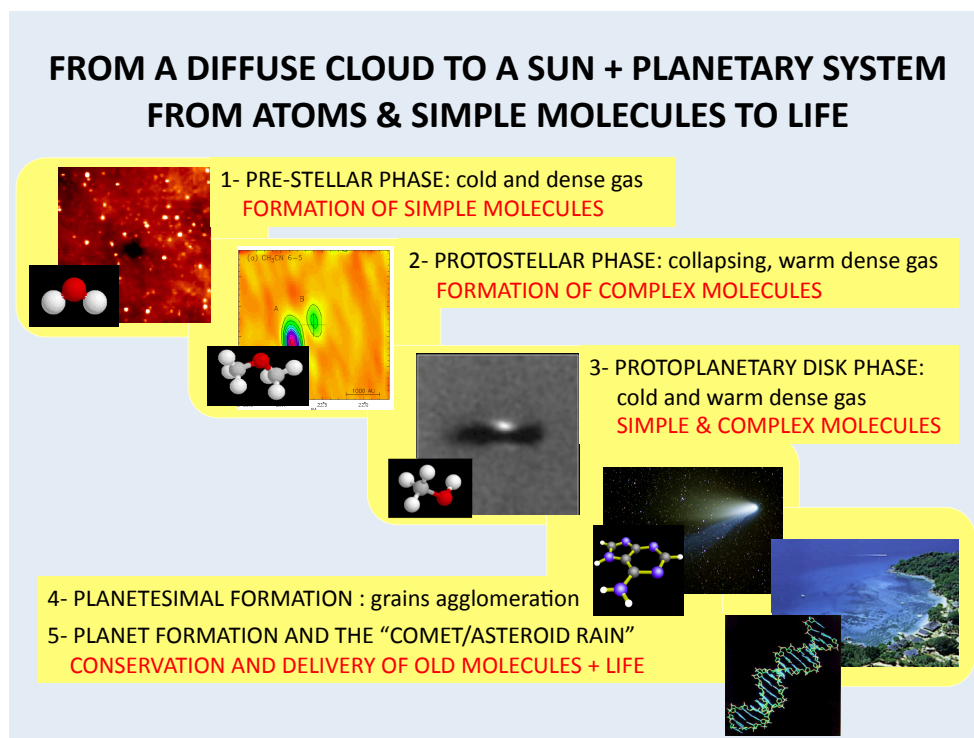 FROM A DIFFUSE CLOUD TO A SUN + PLANETARY SYSTEM
FROM ATOMS & SIMPLE MOLECULES TO LIFE
1- PRE-STELLAR PHASE: cold and dense gas
FORMATION OF SIMPLE MOLECULES
(a) CH₃CN 6-5
B
A
1000 AU
2- PROTOSTELLAR PHASE: collapsing, warm dense gas
FORMATION OF COMPLEX MOLECULES
3- PROTOPLANETARY DISK PHASE:
cold and warm dense gas
SIMPLE & COMPLEX MOLECULES
4- PLANETESIMAL FORMATION : grains agglomeration
5- PLANET FORMATION AND THE “COMET/ASTEROID RAIN”
CONSERVATION AND DELIVERY OF OLD MOLECULES + LIFE